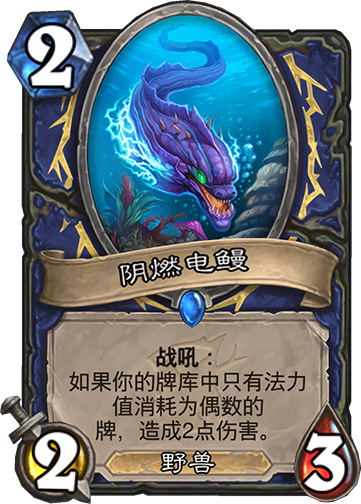 2
阴燃电鳗
战吼：
如果你的牌库中只有法力
值消耗为偶数的
牌，造成2点伤害。
2
野兽
3